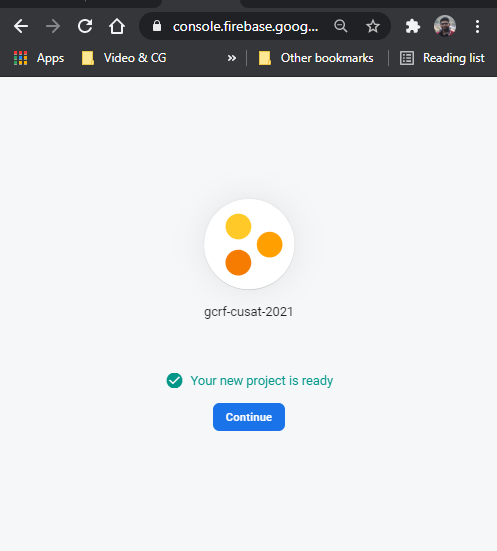 console.firebase.goog...
Apps
Video & CG
»
Other bookmarks
Reading list
gcrf-cusat-2021
Your new project is ready
Continue